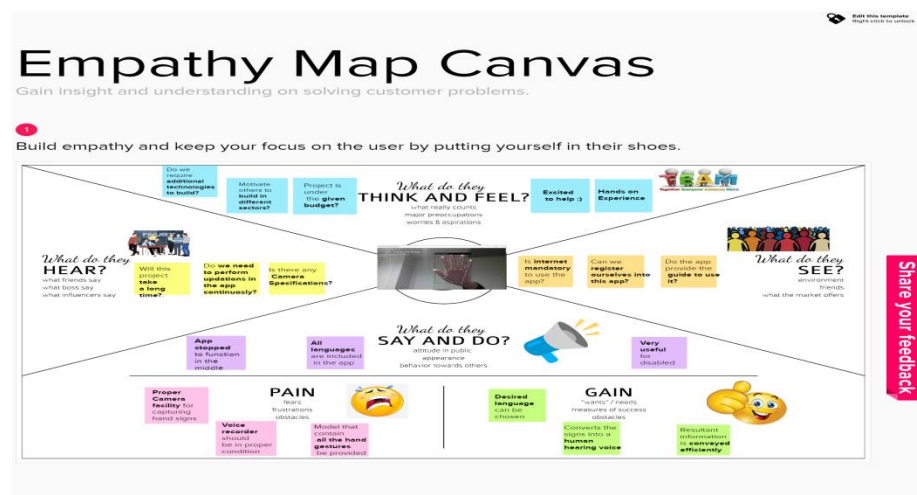 Edit this template
Right-click to unlock
Empathy Map Canvas
Gain insight and understanding on solving customer problems.
1
Build empathy and keep your focus on the user by putting yourself in their shoes.
Do we
require
additional
technologies
to build?
Motivate
others to
build in
different
sectors?
Project is
under
the given
budget?
What do they
THINK AND FEEL?
what really counts
major preoccupations
worries & aspirations
Excited
to help :)
Hands on
Experience
TEAM
Together Everyone Achieves More
PROJECT
What do they
HEAR?
what friends say
what boss say
what influencers say
Will this
project
take
a long
time?
Do we need
to perform
updations in
the app
continuosly?
Is there any
Camera
Specifications?
Is internet
mandatory
to use the
app?
Can we
register
ourselves into
this app?
Do the app
provide the
guide to use
it?
What do they
SEE?
environment
friends
what the market offers
What do they
SAY AND DO?
attitude in public
appearance
behavior towards others
App
stopped
to function
in the
middle
All
languages
are included
in the app
Very
useful
for
disabled
PAIN
fears
frustrations
obstacles
Proper
Camera
facility for
capturing
hand signs
Voice
recorder
should
be in proper
condition
Model that
contain
all the hand
gestures
be provided
GAIN
"wants" / needs
measures of success
obstacles
Desired
language
can be
chosen
Converts the
signs into a
human
hearing voice
Resultant
information
is conveyed
efficiently
Share your feedback